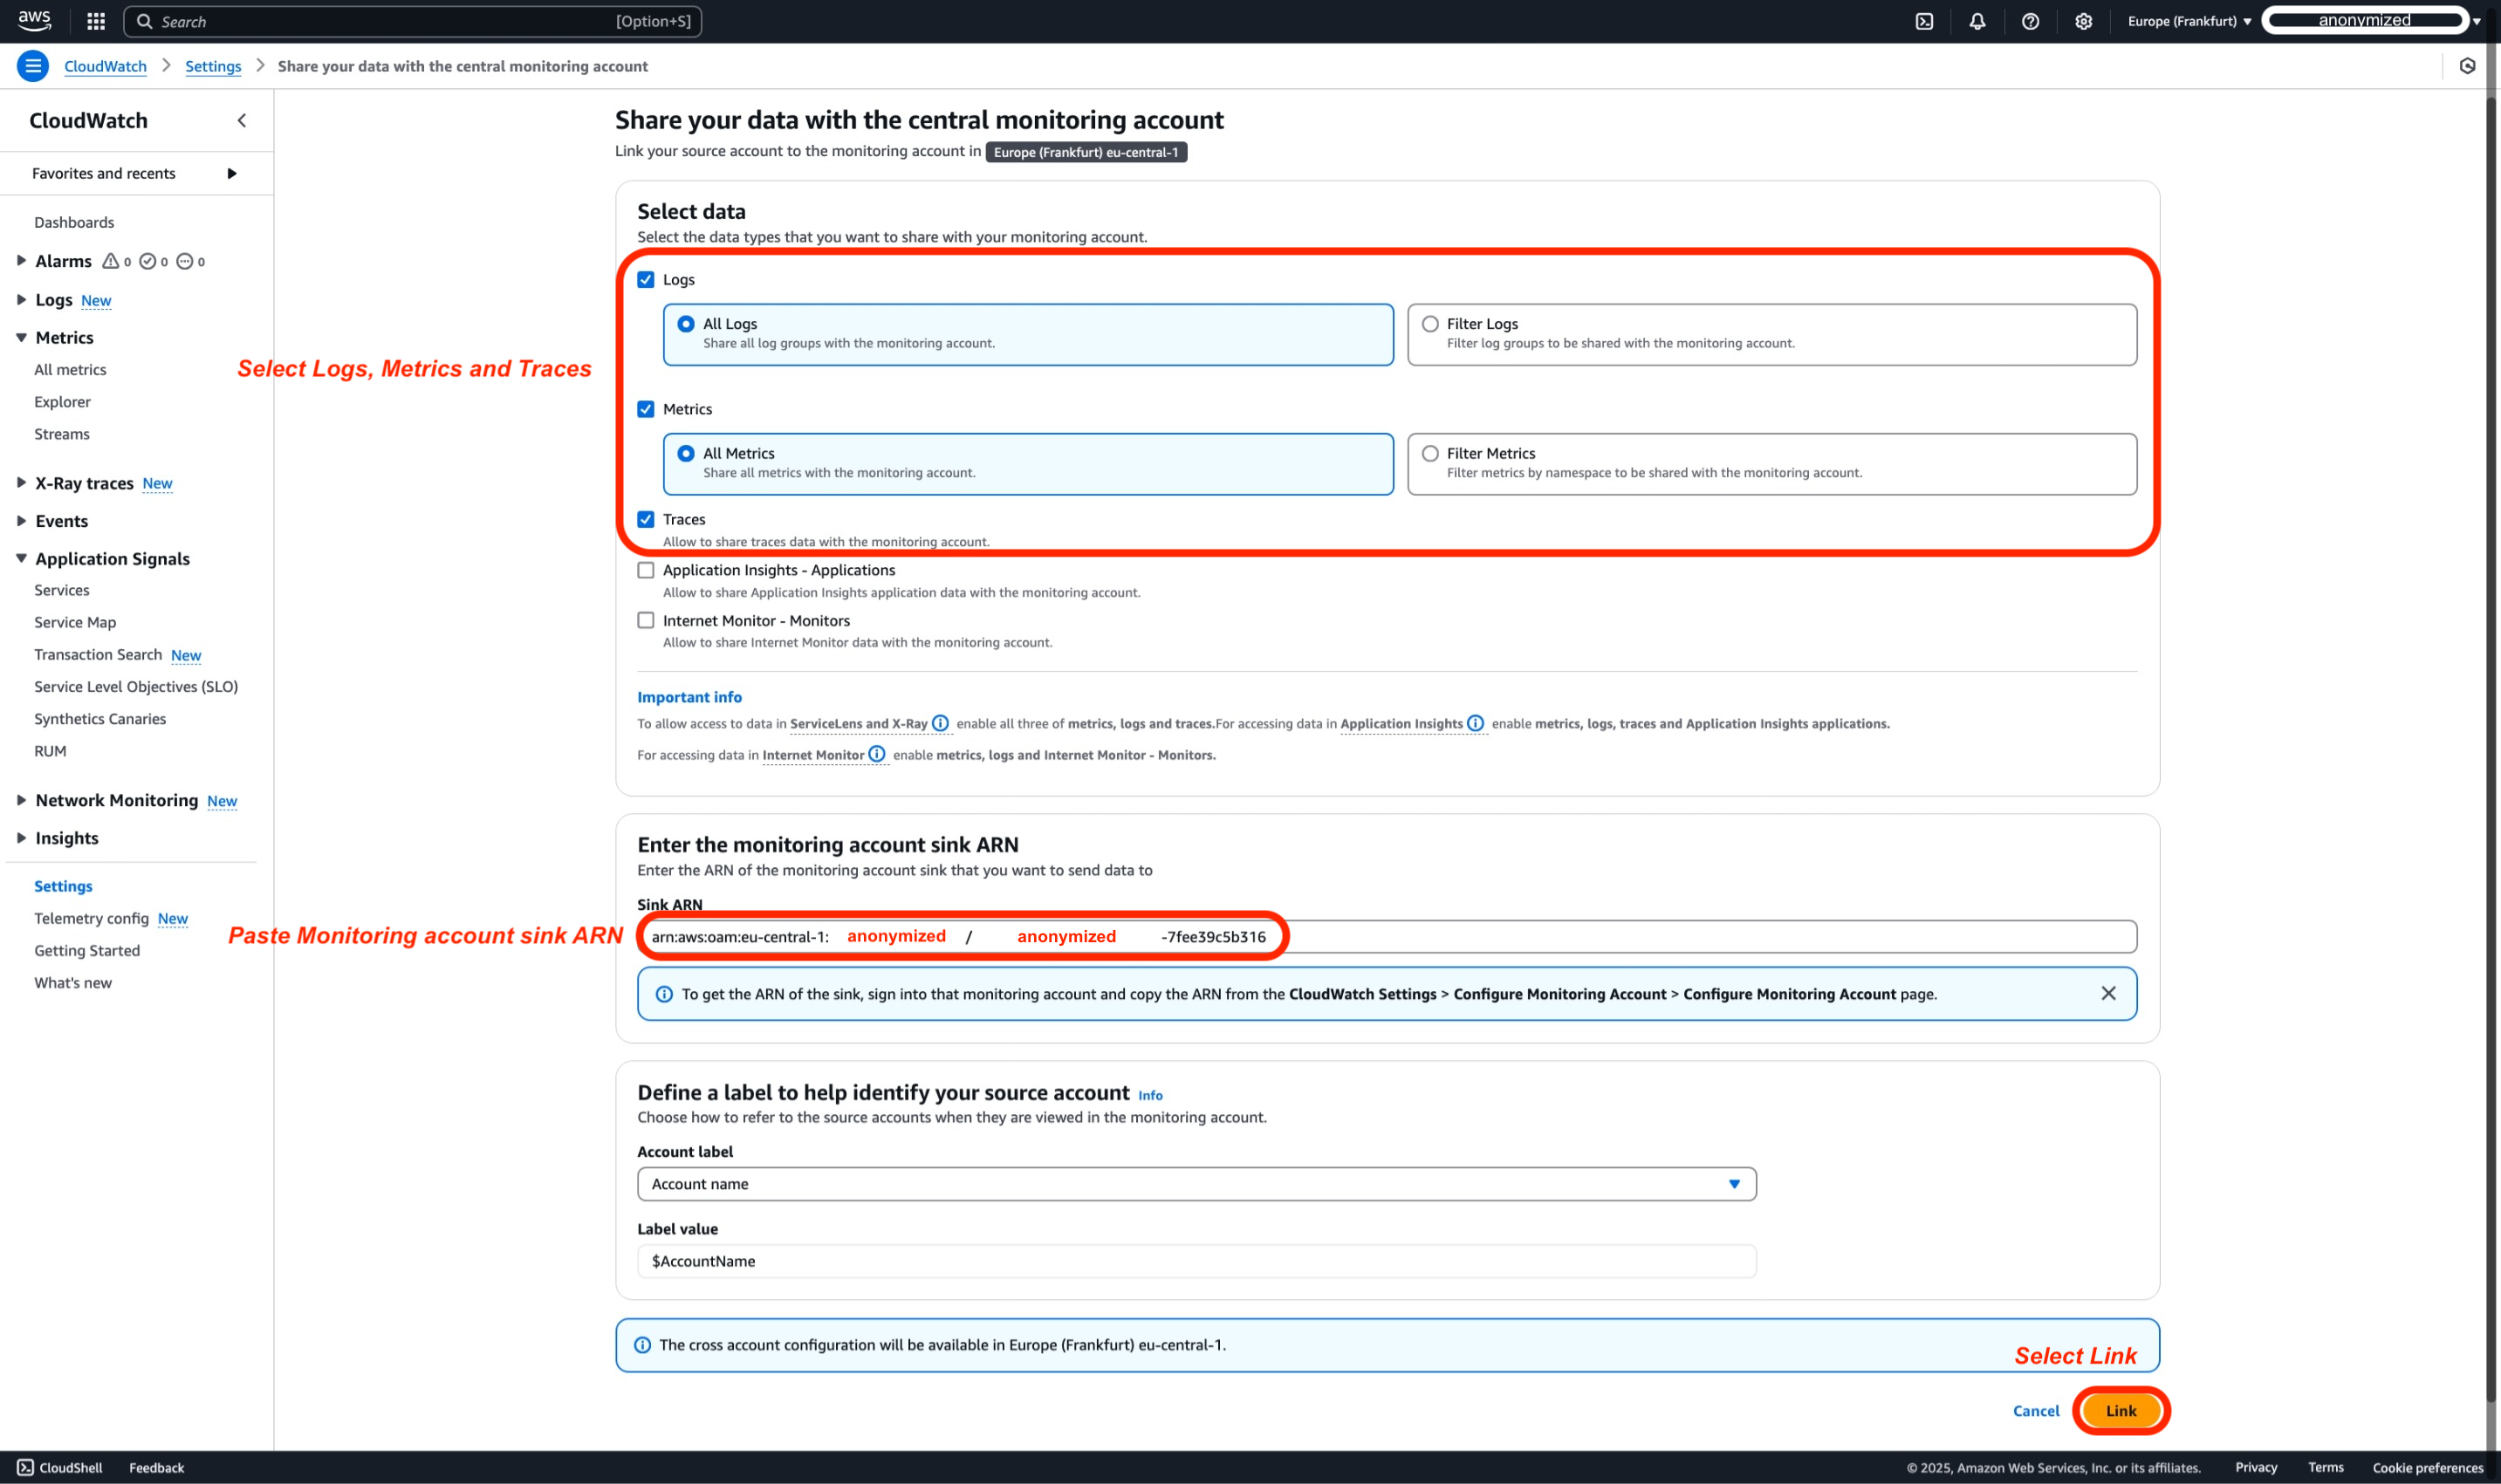 aws
Search [Option+S]
Europe (Frankfurt) anonymized
CloudWatch > Settings > Share your data with the central monitoring account
CloudWatch
Favorites and recents
Dashboards
Alarms 0 0 0
Logs New
Metrics
All metrics
Explorer
Streams
X-Ray traces New
Events
Application Signals
Services
Service Map
Transaction Search New
Service Level Objectives (SLO)
Synthetics Canaries
RUM
Network Monitoring New
Insights
Settings
Telemetry config New
Getting Started
What's new
Share your data with the central monitoring account
Link your source account to the monitoring account in Europe (Frankfurt) eu-central-1
Select data
Select the data types that you want to share with your monitoring account.
Logs
All Logs
Share all log groups with the monitoring account.
Filter Logs
Filter log groups to be shared with the monitoring account.
Select Logs, Metrics and Traces
Metrics
All Metrics
Share all metrics with the monitoring account.
Filter Metrics
Filter metrics by namespace to be shared with the monitoring account.
Traces
Allow to share traces data with the monitoring account.
Application Insights - Applications
Allow to share Application Insights application data with the monitoring account.
Internet Monitor - Monitors
Allow to share Internet Monitor data with the monitoring account.
Important info
To allow access to data in ServiceLens and X-Ray enable all three of metrics, logs and traces.For accessing data in Application Insights enable metrics, logs, traces and Application Insights applications.
For accessing data in Internet Monitor enable metrics, logs and Internet Monitor - Monitors.
Enter the monitoring account sink ARN
Enter the ARN of the monitoring account sink that you want to send data to
Sink ARN
Paste Monitoring account sink ARN
arn:aws:oam:eu-central-1: anonymized / anonymized -7fee39c5b316
To get the ARN of the sink, sign into that monitoring account and copy the ARN from the CloudWatch Settings > Configure Monitoring Account > Configure Monitoring Account page.
Define a label to help identify your source account Info
Choose how to refer to the source accounts when they are viewed in the monitoring account.
Account label
Account name
Label value
$AccountName
The cross account configuration will be available in Europe (Frankfurt) eu-central-1.
Select Link
Cancel Link
CloudShell Feedback
© 2025, Amazon Web Services, Inc. or its affiliates. Privacy Terms Cookie preferences